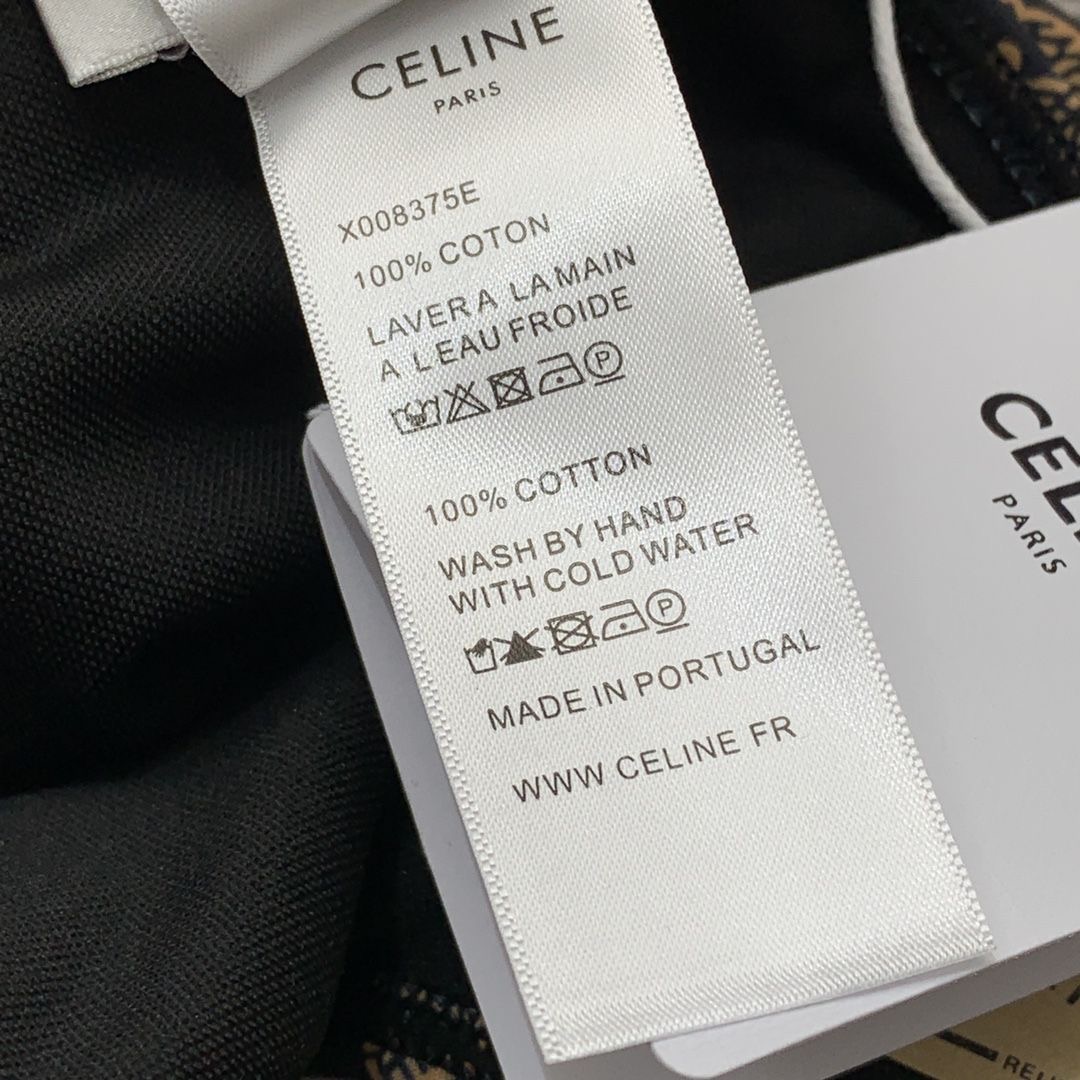 CELINE
PARIS
X008375E
100% COTON
LAVER A LA MAIN
A L EAU FROIDE
P
100% COTTON
WASH BY HAND
WITH COLD WATER
P
MADE IN PORTUGAL
WWW CELINE FR
PARIS